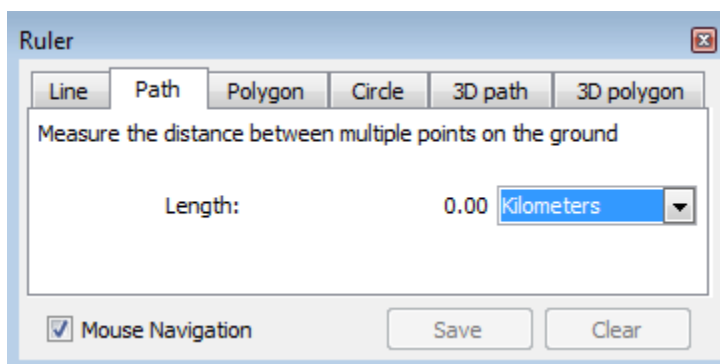 Ruler
Line Path Polygon Circle 3D path 3D polygon
Measure the distance between multiple points on the ground
Length: 0.00 Kilometers
Mouse Navigation Save Clear